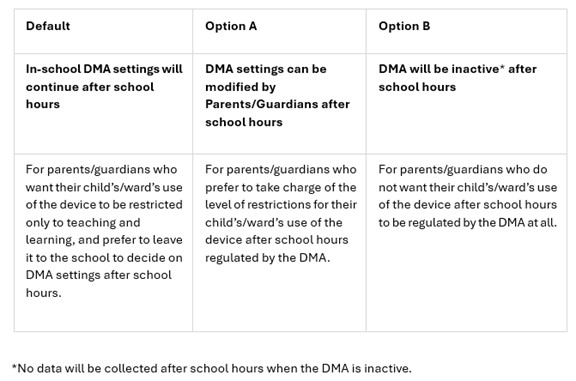 Default
Option A
Option B
In-school DMA settings will
continue after school
hours
DMA settings can be
modified by
Parents/Guardians after
school hours
DMA will be inactive* after
school hours
For parents/guardians who
want their child’s/ward’s use
of the device to be restricted
only to teaching and
learning, and prefer to leave
it to the school to decide on
DMA settings after school
hours.
For parents/guardians who
prefer to take charge of the
level of restrictions for their
child’s/ward’s use of the
device after school hours
regulated by the DMA.
For parents/guardians who do
not want their child’s/ward’s use
of the device after school hours
to be regulated by the DMA at all.
*No data will be collected after school hours when the DMA is inactive.